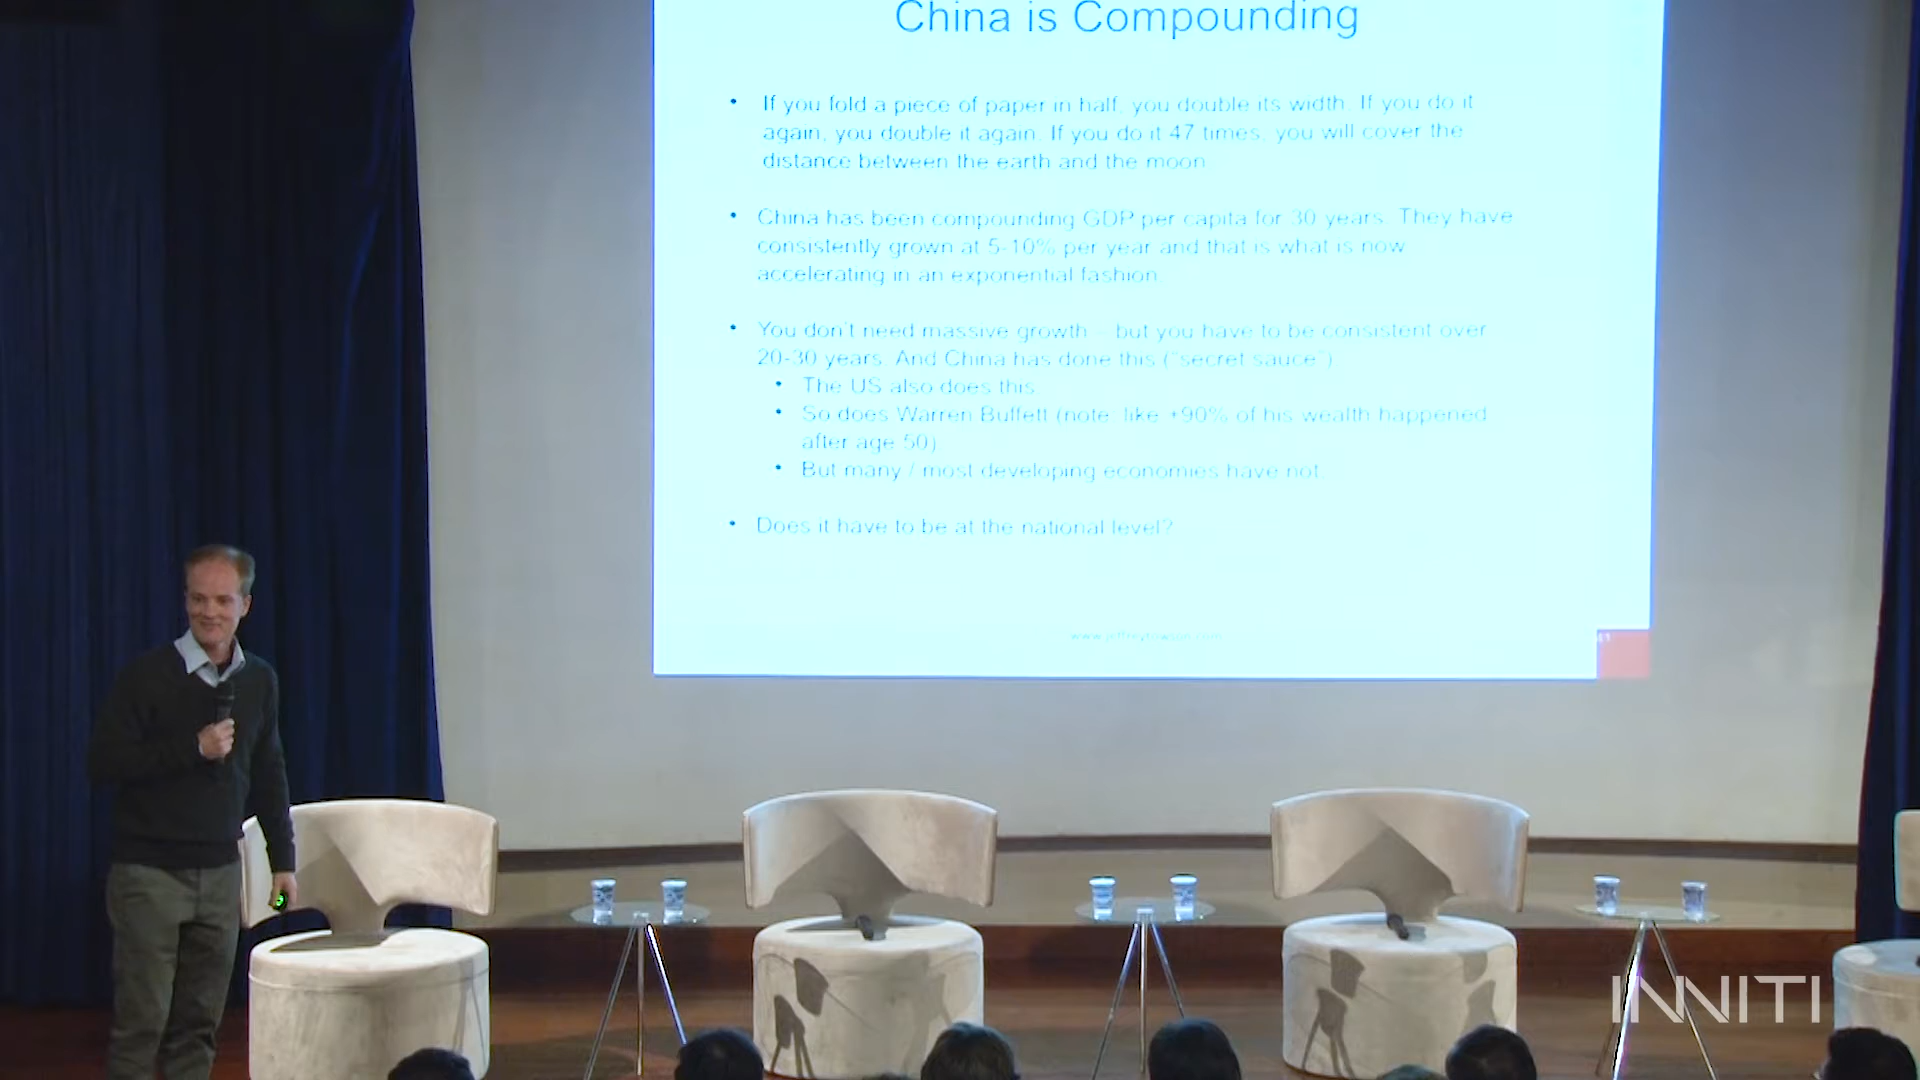 China is Compounding
• If you fold a piece of paper in half, you double its width. If you do it
again, you double it again. If you do it 47 times, you will cover the
distance between the earth and the moon
• China has been compounding GDP per capita for 30 years. They have
consistently grown at 5-10% per year and that is what is now
accelerating in an exponential fashion.
• You don't need massive growth – but you have to be consistent over
20-30 years. And China has done this ("secret sauce")
• The US also does this
• So does Warren Buffett (note: like +90% of his wealth happened
after age 50)
• But many / most developing economies have not.
• Does it have to be at the national level?
www.jeffreytowson.com
41
INNITI